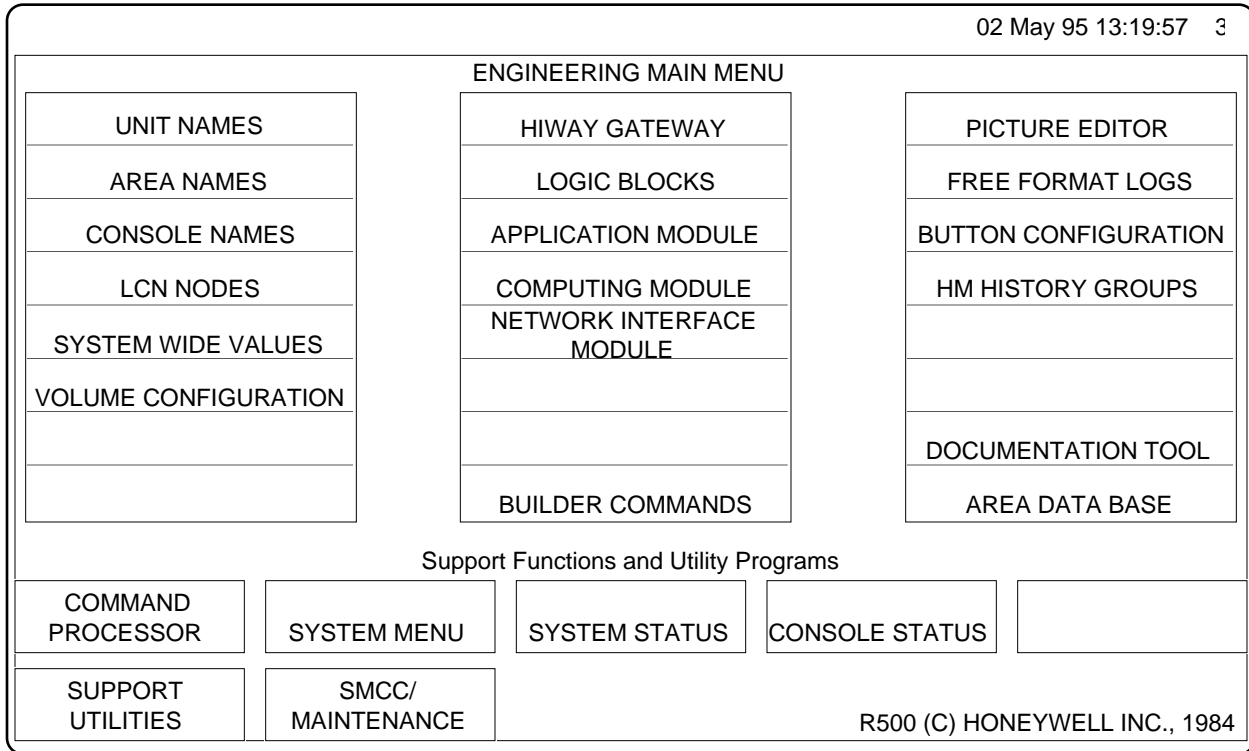 02 May 95 13:19:57 3
ENGINEERING MAIN MENU
UNIT NAMES
AREA NAMES
CONSOLE NAMES
LCN NODES
SYSTEM WIDE VALUES
VOLUME CONFIGURATION
HIWAY GATEWAY
LOGIC BLOCKS
APPLICATION MODULE
COMPUTING MODULE
NETWORK INTERFACE
MODULE
BUILDER COMMANDS
PICTURE EDITOR
FREE FORMAT LOGS
BUTTON CONFIGURATION
HM HISTORY GROUPS
DOCUMENTATION TOOL
AREA DATA BASE
Support Functions and Utility Programs
COMMAND
PROCESSOR
SYSTEM MENU
SYSTEM STATUS
CONSOLE STATUS
SUPPORT
UTILITIES
SMCC/
MAINTENANCE
R500 (C) HONEYWELL INC., 1984